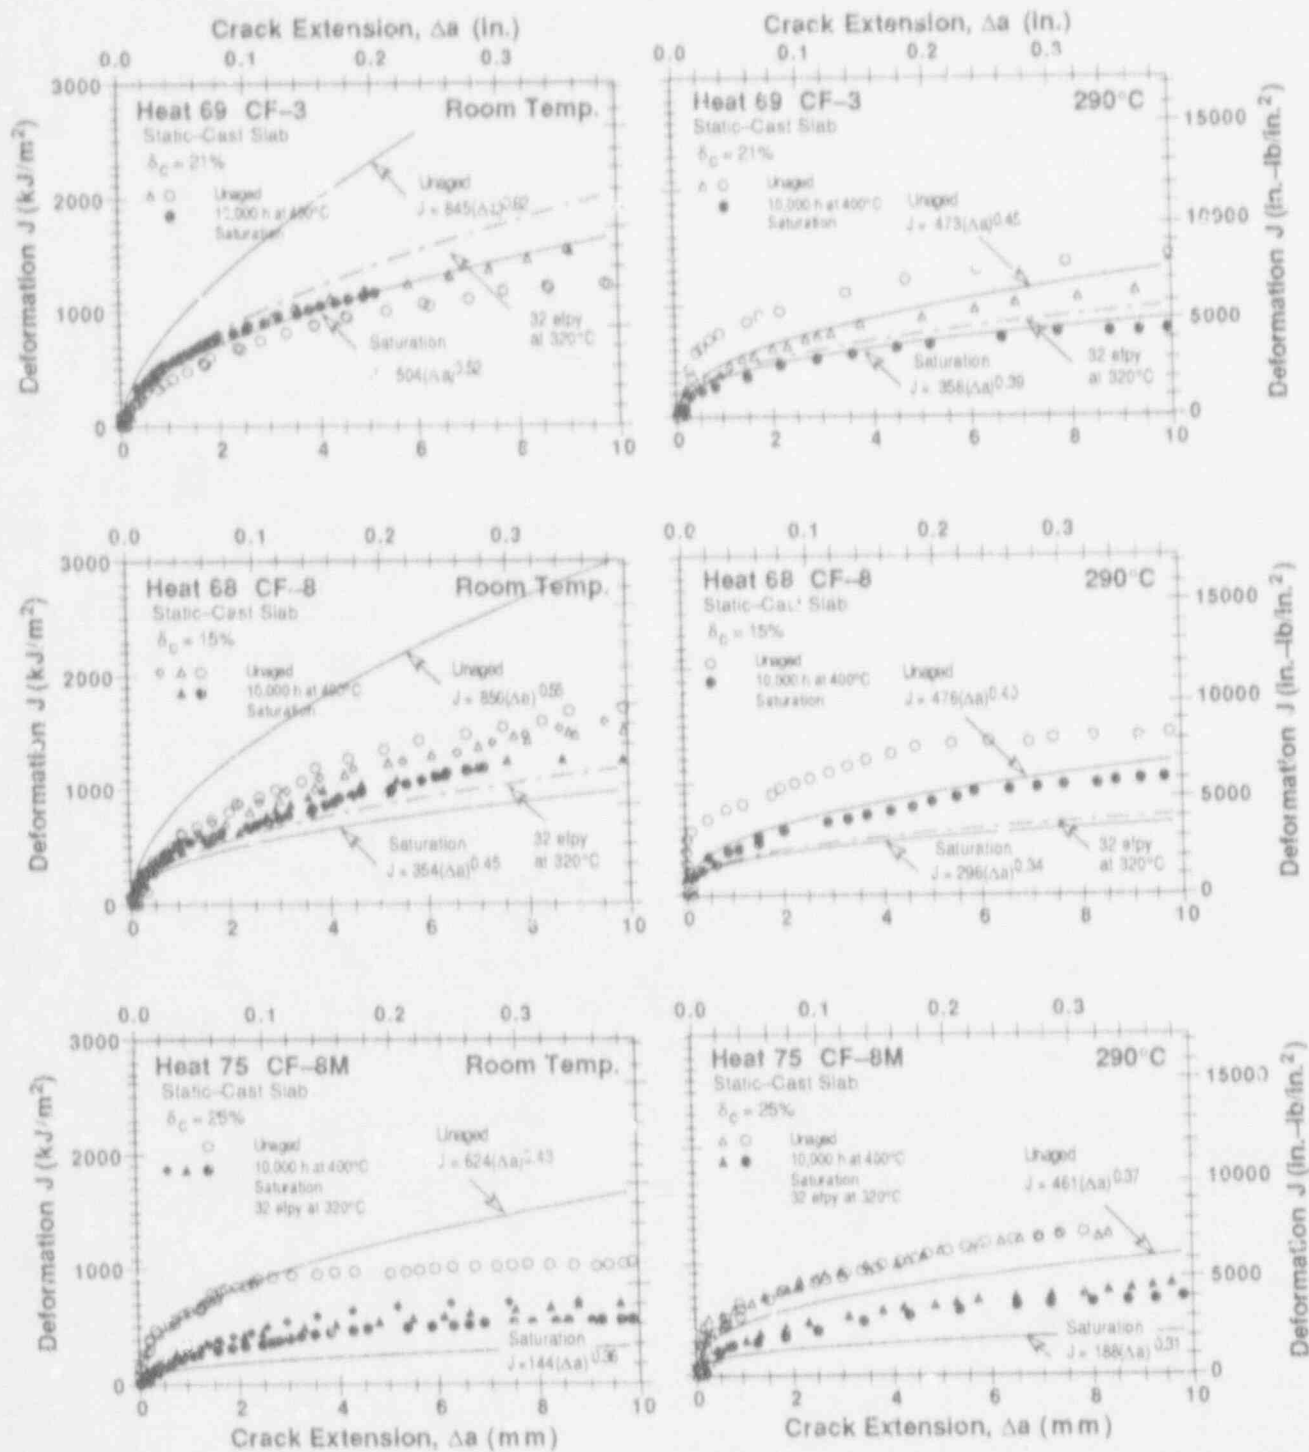 Crack Extension, Δa (in.)
0.0 0.1 0.2 0.3
3000
2000
1000
0
Deformation J (kJ/m²)
Heat 69 CF–3 Room Temp.
Static–Cast Slab
δc = 21%
Unaged
10,000 h at 400°C
Saturation
Unaged
32 efpy
at 320°C
Saturation
0 2 4 6 8 10
Crack Extension, Δa (in.)
0.0 0.1 0.2 0.3
Heat 69 CF–3 290°C
Static–Cast Slab
δc = 21%
Unaged
10,000 h at 400°C
Saturation
Unaged
J = 473(Δa)0.45
Saturation
J = 358(Δa)0.39
32 efpy
at 320°C
15000
5000
0
Deformation J (in.–lb/in.²)
0 2 4 6 8 10
0.0 0.1 0.2 0.3
3000
2000
1000
0
Deformation J (kJ/m²)
Heat 68 CF–8 Room Temp.
Static–Cast Slab
δc = 15%
Unaged
10,000 h at 400°C
Saturation
Unaged
32 efpy
at 320°C
Saturation
J = 354(Δa)0.45
0 2 4 6 10
0.0 0.1 0.2 0.3
Heat 68 CF–8 290°C
Static–Cast Slab
δc = 15%
Unaged
10,000 h at 400°C
Saturation
Unaged
Saturation
J = 296(Δa)0.34
32 efpy
at 320°C
15000
10000
5000
0
Deformation J (in.–lb/in.²)
0 2 4 6 8 10
0.0 0.1 0.2 0.3
3000
2000
1000
0
Deformation J (kJ/m²)
Heat 75 CF–8M Room Temp.
Static–Cast Slab
δc = 25%
Unaged
10,000 h at 400°C
Saturation
32 efpy at 320°C
Unaged
Saturation
J = 144(Δa)0.36
0 2 4 6 8 10
Crack Extension, Δa (mm)
0.0 0.1 0.2 0.3
Heat 75 CF–8M 290°C
Static–Cast Slab
δc = 25%
Unaged
10,000 h at 400°C
Saturation
32 efpy at 320°C
Unaged
J = 461(Δa)0.37
Saturation
J = 188(Δa)0.31
15000
10000
5000
0
Deformation J (in.–lb/in.²)
0 2 4 6 8 10
Crack Extension, Δa (mm)